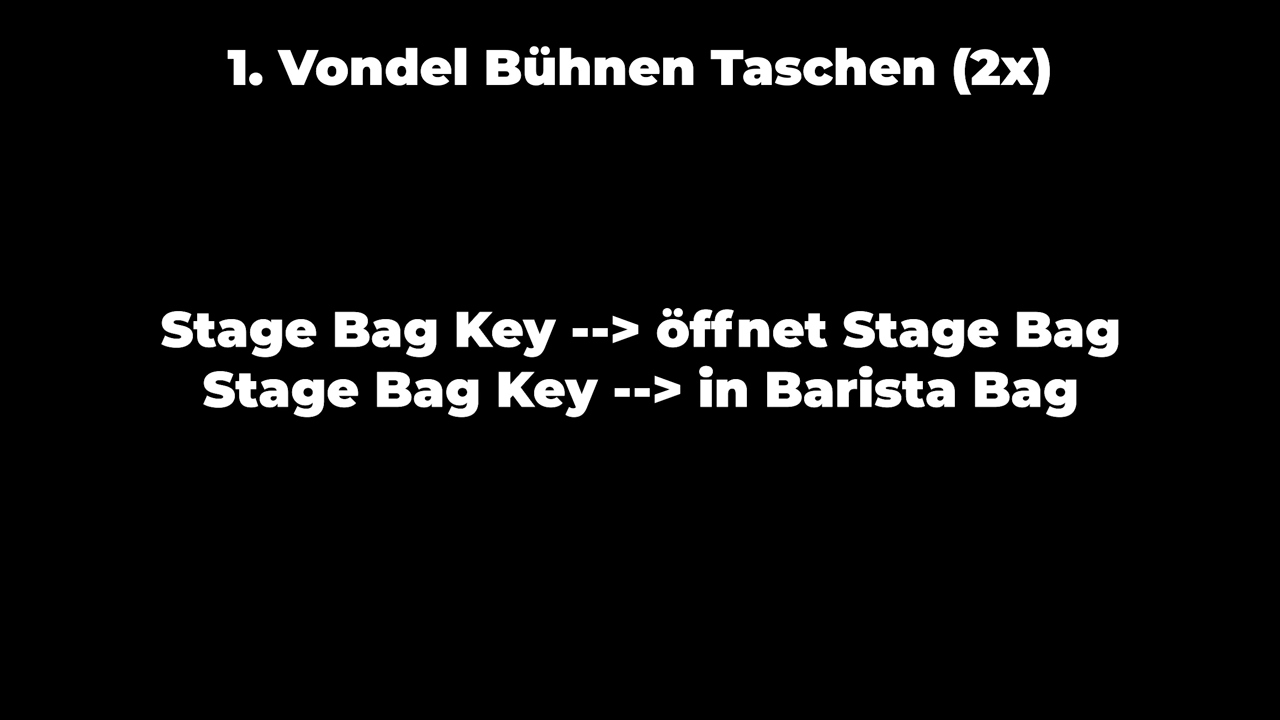 1. Vondel Bühnen Taschen (2x)
Stage Bag Key --> öffnet Stage Bag
Stage Bag Key --> in Barista Bag